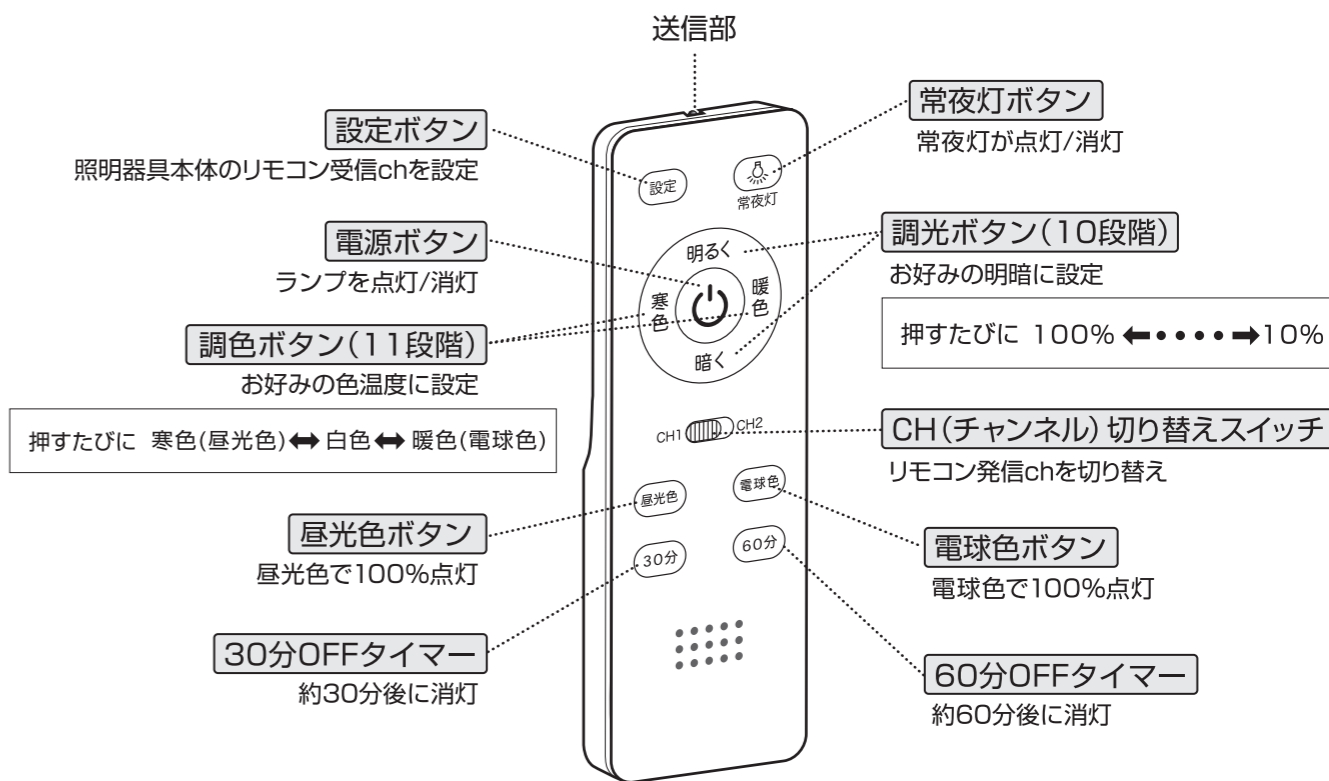 送信部
設定ボタン
照明器具本体のリモコン受信chを設定
電源ボタン
ランプを点灯/消灯
調色ボタン(11段階)
お好みの色温度に設定
押すたびに 寒色(昼光色)⬌白色⬌暖色(電球色)
昼光色ボタン
昼光色で100%点灯
30分OFFタイマー
約30分後に消灯
設定
常夜灯
明るく
寒色
暖色
暗く
CH1
CH2
昼光色
電球色
30分
60分
常夜灯ボタン
常夜灯が点灯/消灯
調光ボタン(10段階)
お好みの明暗に設定
押すたびに 100% ⬅••••➡10%
CH(チャンネル)切り替えスイッチ
リモコン発信chを切り替え
電球色ボタン
電球色で100%点灯
60分OFFタイマー
約60分後に消灯